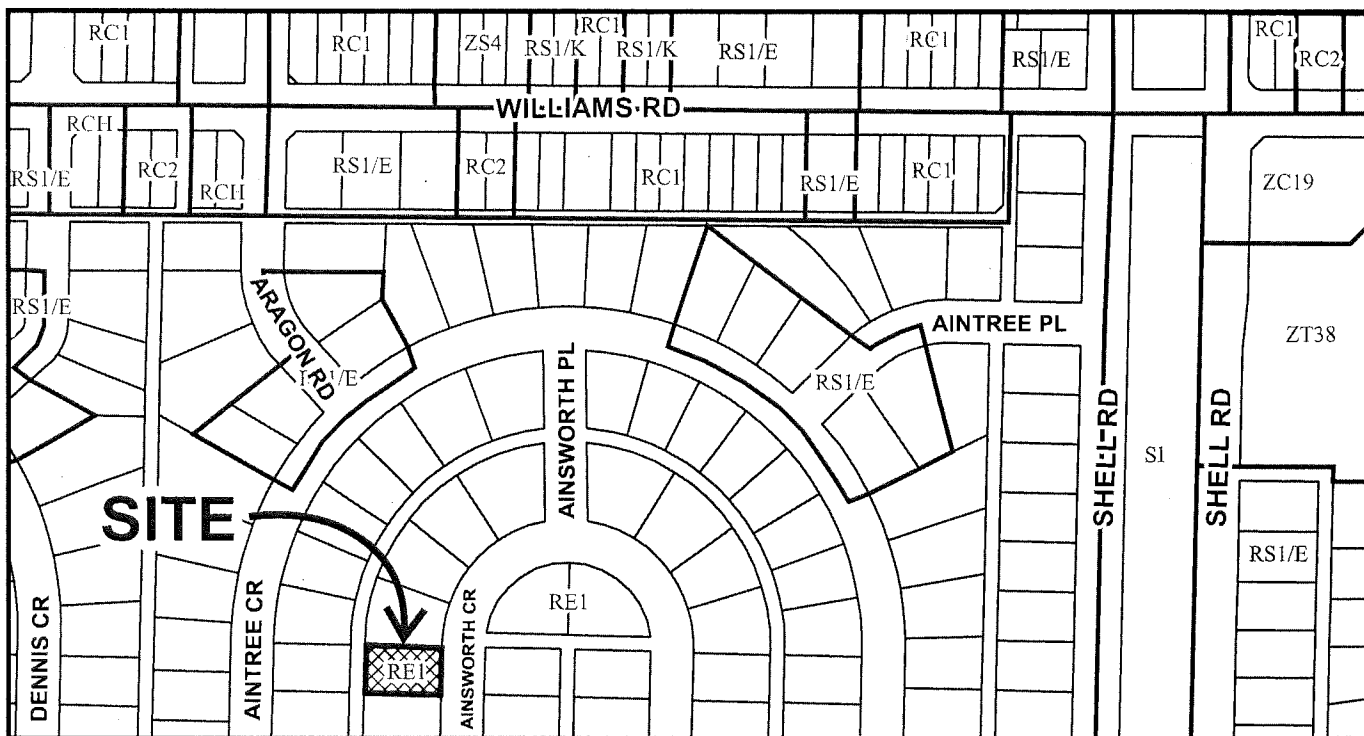 RC1
RC1
ZS4
RS1/K
RC1
RS1/K
RS1/E
RC1
RS1/E
RC1
RC2
WILLIAMS RD
RS1/E
RCH
RC2
RCH
RS1/E
RC2
RC1
RS1/E
RC1
ZC19
RS1/E
ARAGON RD
AINTREE PL
RS1/E
ZT38
AINSWORTH PL
SHELL RD
S1
SHELL RD
SITE
RS1/E
DENNIS CR
AINTREE CR
RE1
AINSWORTH CR
RE1